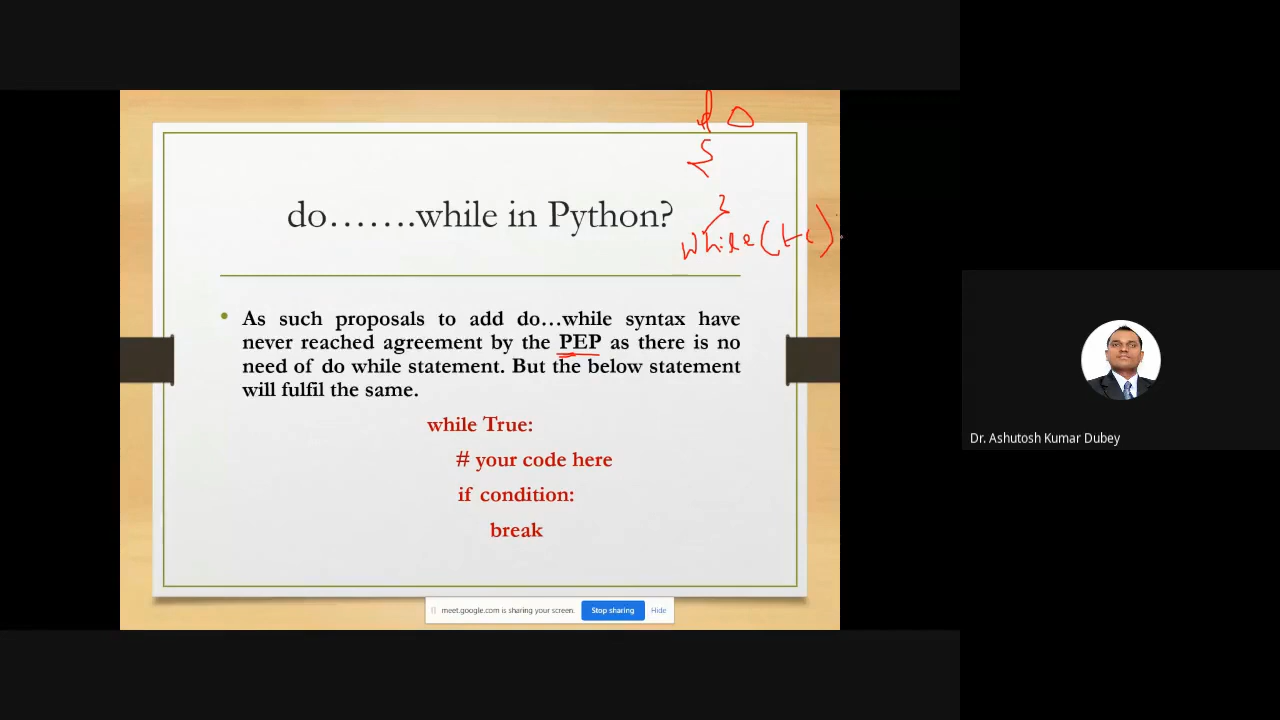 do
{
}
while(tc)
do…….while in Python?
• As such proposals to add do…while syntax have
never reached agreement by the PEP as there is no
need of do while statement. But the below statement
will fulfil the same.
while True:
# your code here
if condition:
break
Dr. Ashutosh Kumar Dubey
meet.google.com is sharing your screen. Stop sharing Hide